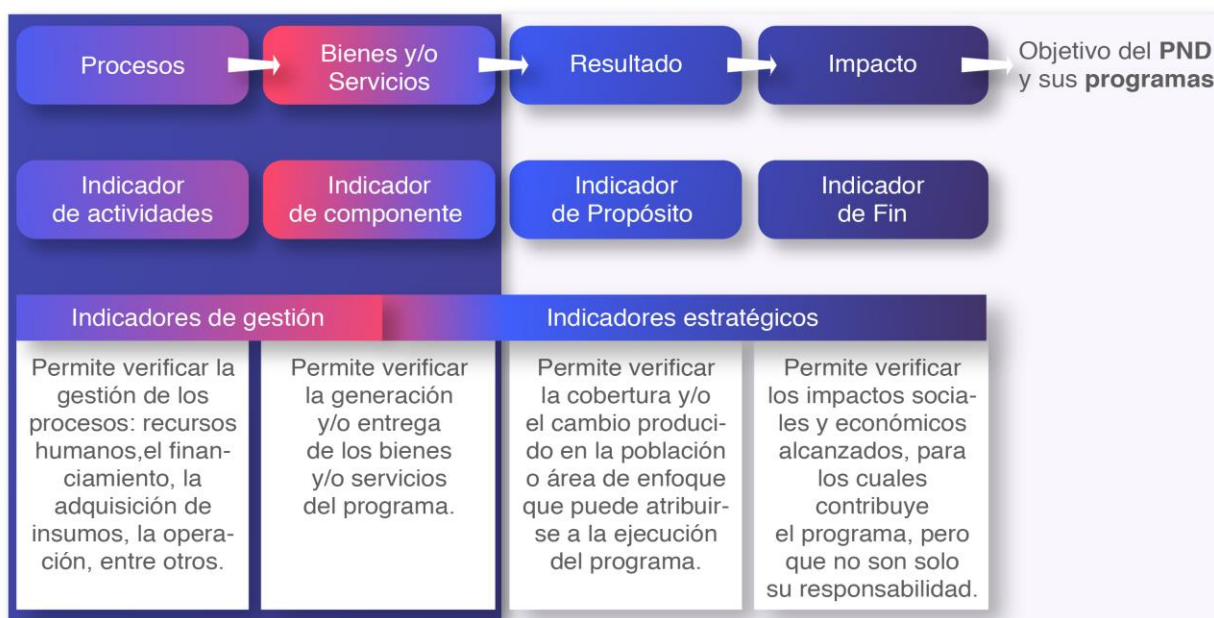 Procesos
Bienes y/o
Servicios
Resultado
Impacto
Objetivo del PND
y sus programas
Indicador
de actividades
Indicador
de componente
Indicador
de Propósito
Indicador
de Fin
Indicadores de gestión
Indicadores estratégicos
Permite verificar la
gestión de los
procesos: recursos
humanos,el finan-
ciamiento, la
adquisición de
insumos, la opera-
ción, entre otros.
Permite verificar
la generación
y/o entrega
de los bienes
y/o servicios
del programa.
Permite verificar
la cobertura y/o
el cambio produci-
do en la población
o área de enfoque
que puede atribuir-
se a la ejecución
del programa.
Permite verificar
los impactos socia-
les y económicos
alcanzados, para
los cuales
contribuye
el programa, pero
que no son solo
su responsabilidad.